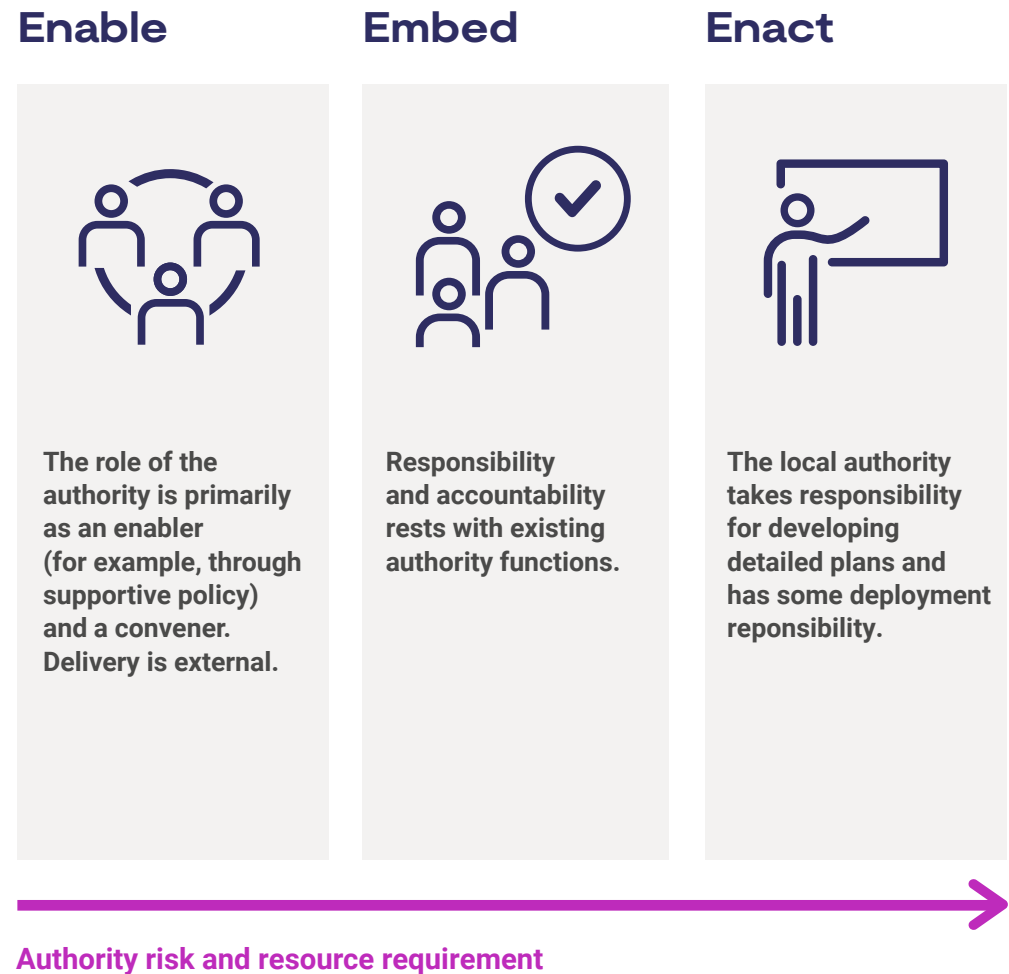 Enable
The role of the
authority is primarily
as an enabler
(for example, through
supportive policy)
and a convener.
Delivery is external.
Embed
Responsibility
and accountability
rests with existing
authority functions.
Enact
The local authority
takes responsibility
for developing
detailed plans and
has some deployment
reponsibility.
Authority risk and resource requirement